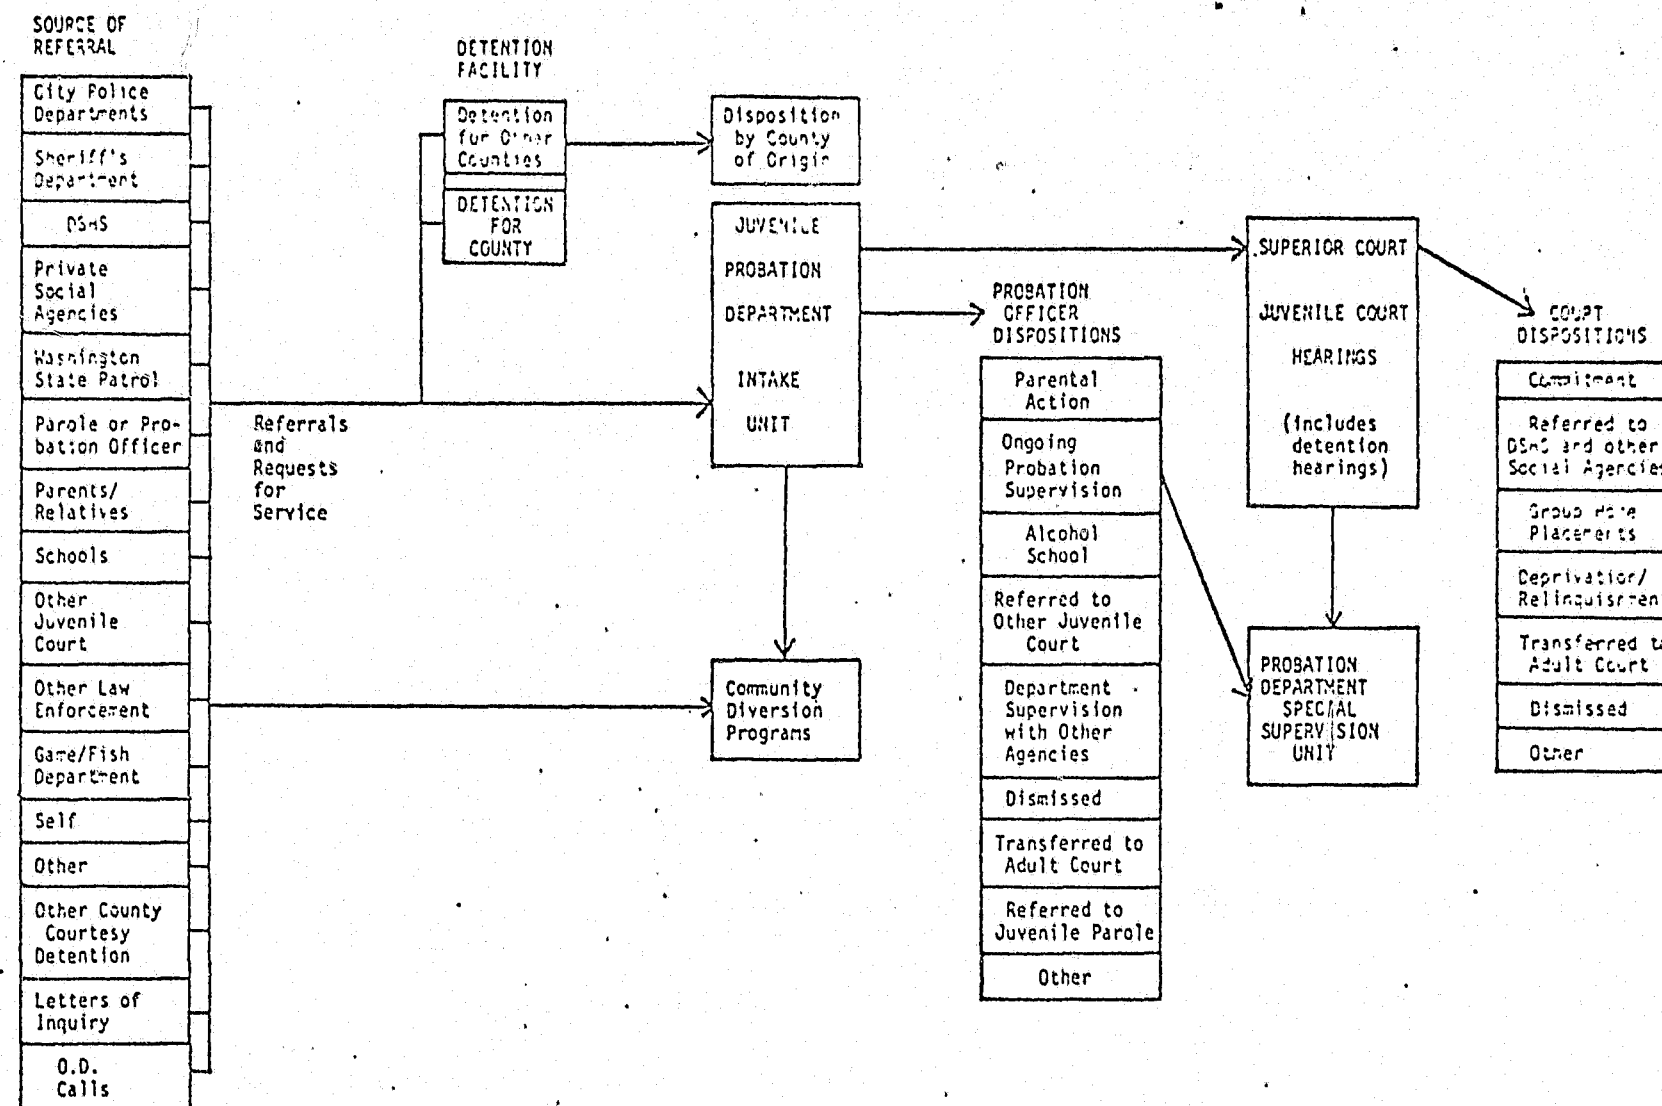 SOURCE OF
REFERRAL
City Police
Departments
Sheriff's
Department
DSHS
Private
Social
Agencies
Washington
State Patrol
Parole or Pro-
bation Officer
Parents/
Relatives
Schools
Other
Juvenile
Court
Other Law
Enforcement
Game/Fish
Department
Self
Other
Other County
Courtesy
Detention
Letters of
Inquiry
O.D.
Calls
Referrals
and
Requests
for
Service
DETENTION
FACILITY
Detention
for Other
Counties
DETENTION
FOR
COUNTY
Disposition
by County
of Origin
JUVENILE
PROBATION
DEPARTMENT
INTAKE
UNIT
Community
Diversion
Programs
PROBATION
OFFICER
DISPOSITIONS
Parental
Action
Ongoing
Probation
Supervision
Alcohol
School
Referred to
Other Juvenile
Court
Department
Supervision
with Other
Agencies
Dismissed
Transferred to
Adult Court
Referred to
Juvenile Parole
Other
SUPERIOR COURT
JUVENILE COURT
HEARINGS
(includes
detention
hearings)
PROBATION
DEPARTMENT
SPECIAL
SUPERVISION
UNIT
COURT
DISPOSITIONS
Commitment
Referred to
DSHS and other
Social Agencies
Group Home
Placements
Deprivation/
Relinquismen
Transferred to
Adult Court
Dismissed
Other